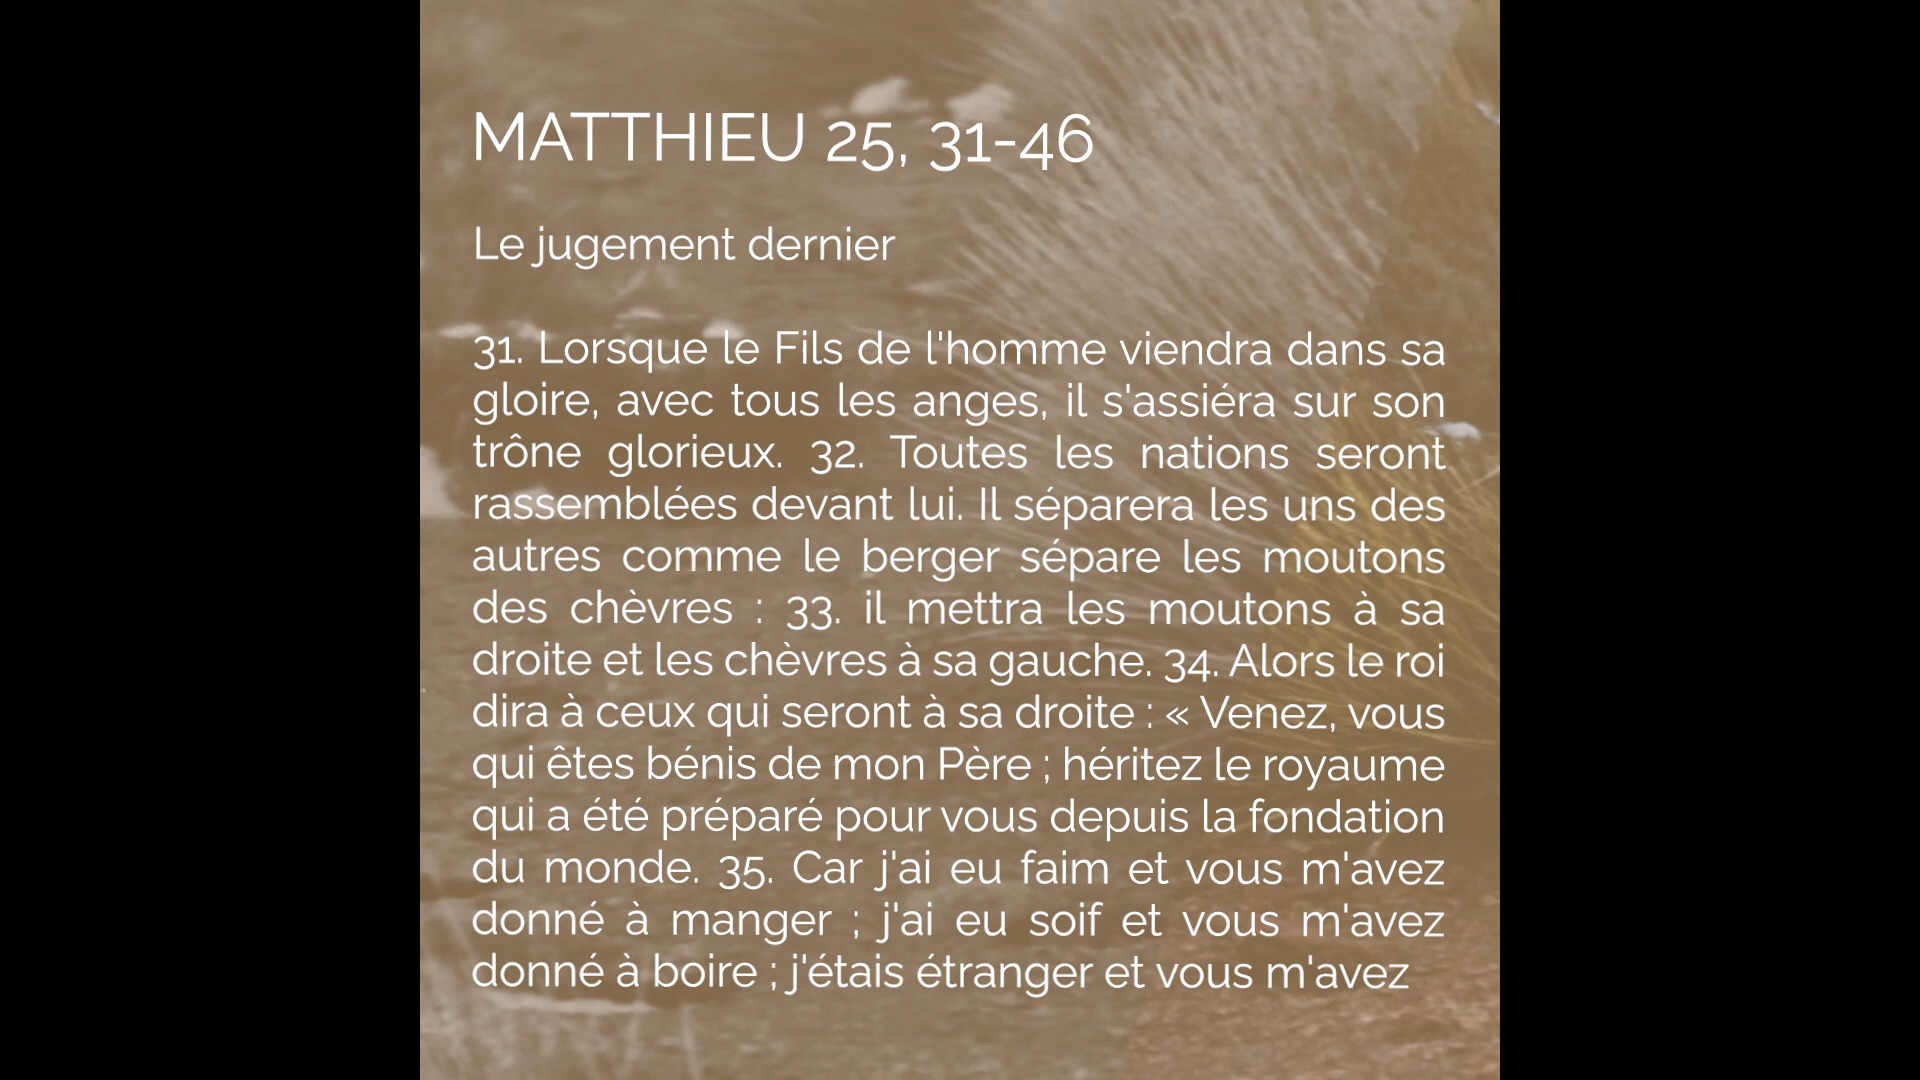 MATTHIEU 25, 31-46
Le jugement dernier
31. Lorsque le Fils de l'homme viendra dans sa
gloire, avec tous les anges, il s'assiéra sur son
trône glorieux. 32. Toutes les nations seront
rassemblées devant lui. Il séparera les uns des
autres comme le berger sépare les moutons
des chèvres : 33. il mettra les moutons à sa
droite et les chèvres à sa gauche. 34. Alors le roi
dira à ceux qui seront à sa droite : « Venez, vous
qui êtes bénis de mon Père ; héritez le royaume
qui a été préparé pour vous depuis la fondation
du monde. 35. Car j'ai eu faim et vous m'avez
donné à manger ; j'ai eu soif et vous m'avez
donné à boire ; j'étais étranger et vous m'avez